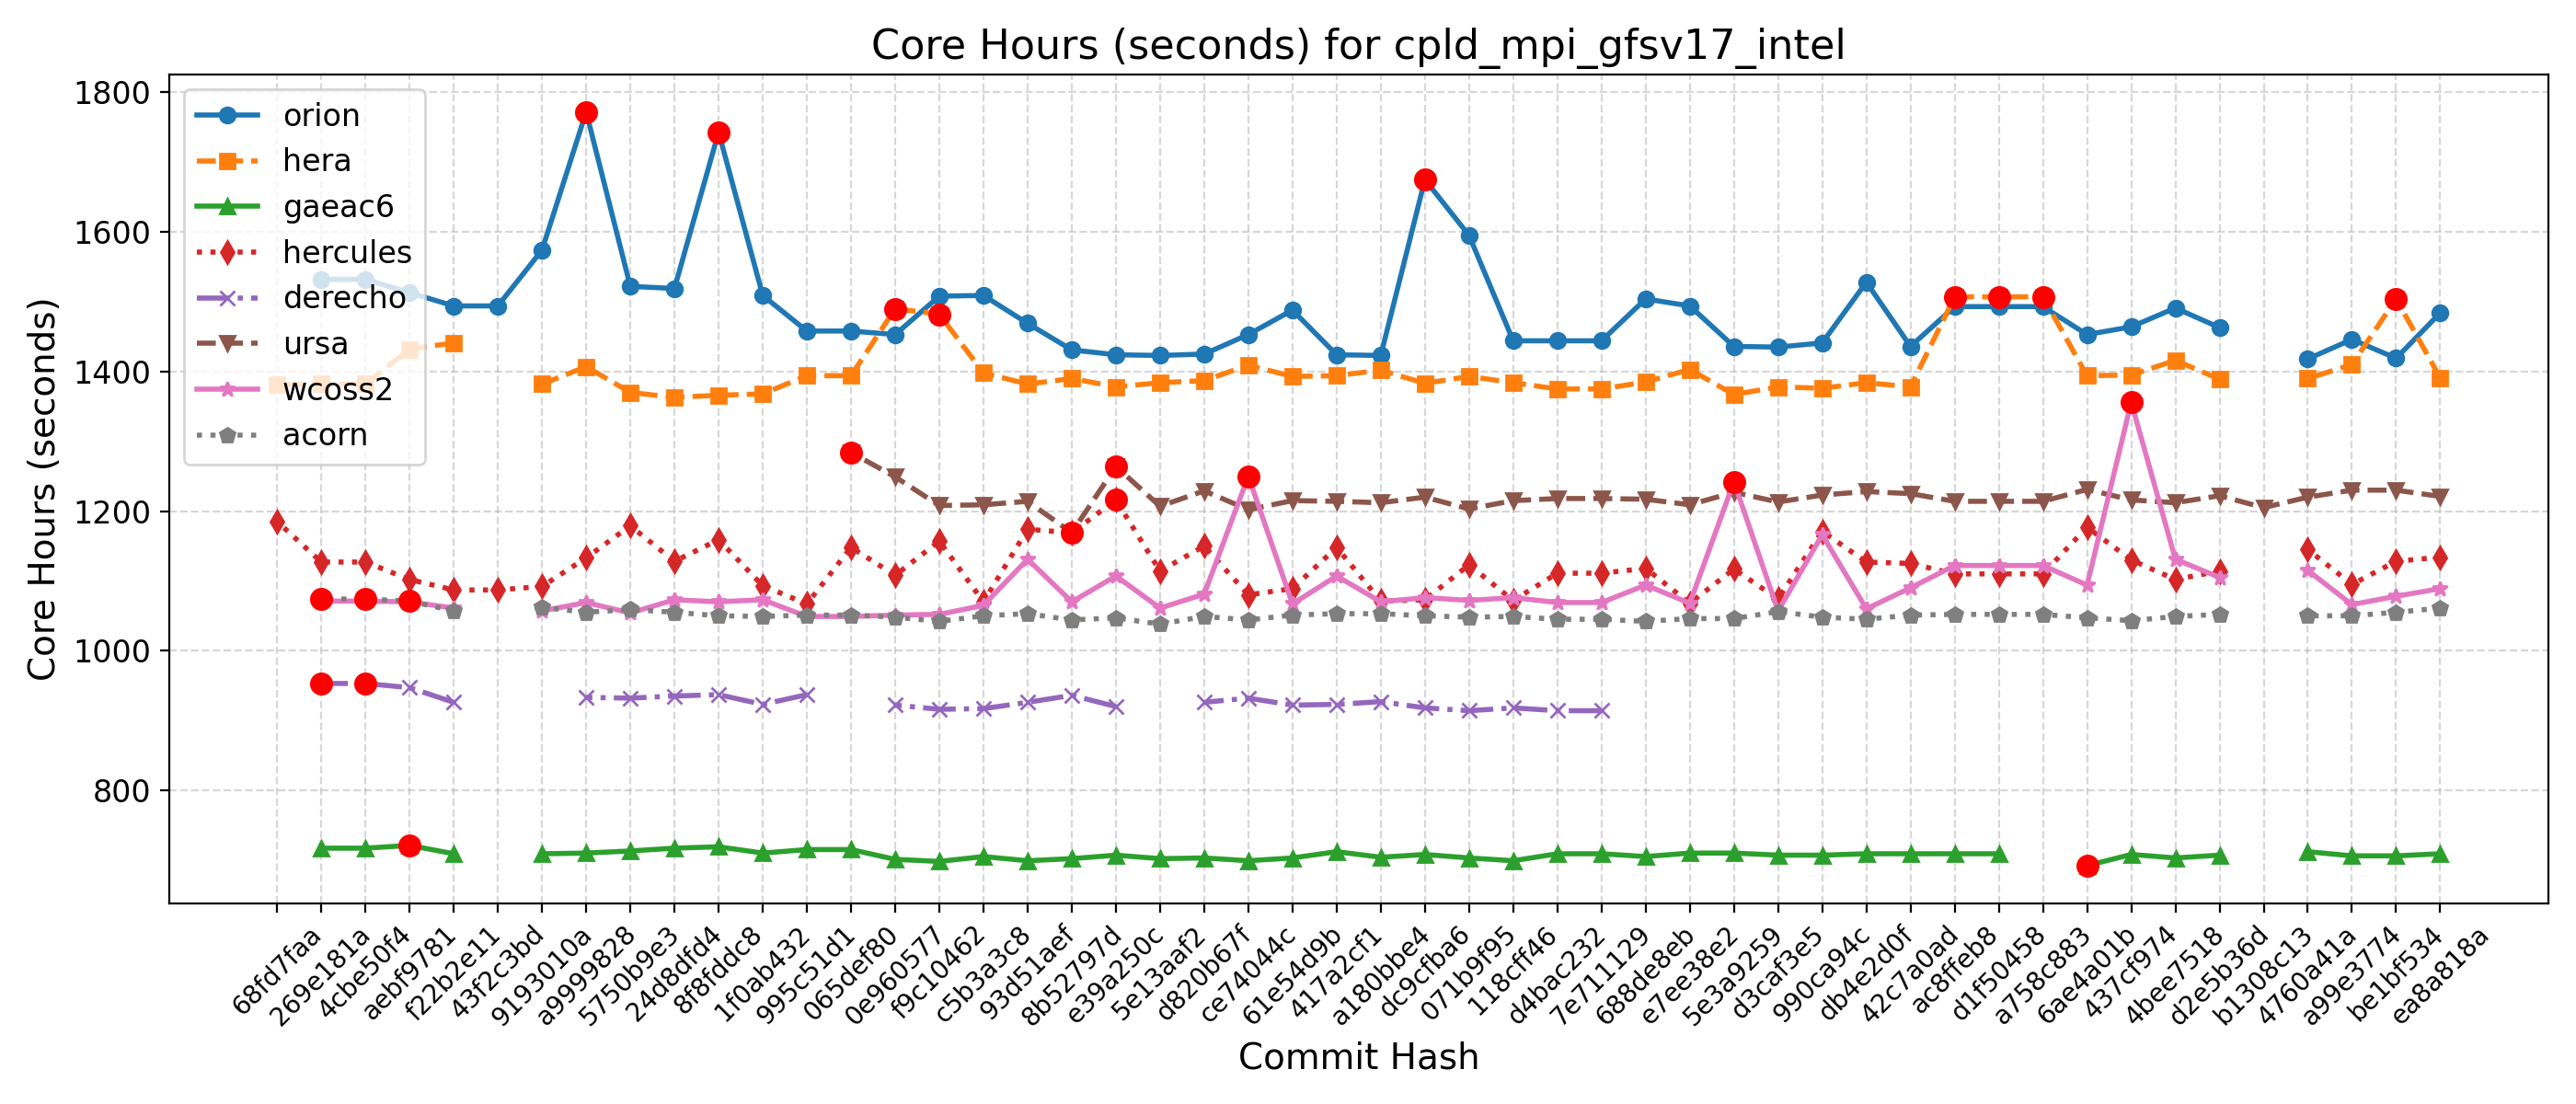 Core Hours (seconds) for cpld_mpi_gfsv17_intel
Core Hours (seconds)
1800
1600
1400
1200
1000
800
orion
hera
gaeac6
hercules
derecho
ursa
wcoss2
acorn
68fd7faa
269e181a
4cbe50f4
aebf9781
f22b2e11
43f2c3bd
9193010a
a9999828
5750b9e3
24d8dfd4
8f8fddc8
1f0ab432
995c51d1
065def80
0e960577
f9c10462
c5b3a3c8
93d51aef
8b52797d
e39a250c
5e13aaf2
d820b67f
ce74044c
61e54d9b
417a2cf1
a180bbe4
dc9cfba6
071b9f95
118cff46
d4bac232
7e711129
688de8eb
e7ee38e2
5e3a9259
d3caf3e5
990ca94c
db4e2d0f
42c7a0ad
ac8ffeb8
d1f50458
a758c883
6ae4a01b
437cf974
4bee7518
d2e5b36d
b1308c13
4760a41a
a99e3774
be1bf534
ea8a818a
Commit Hash